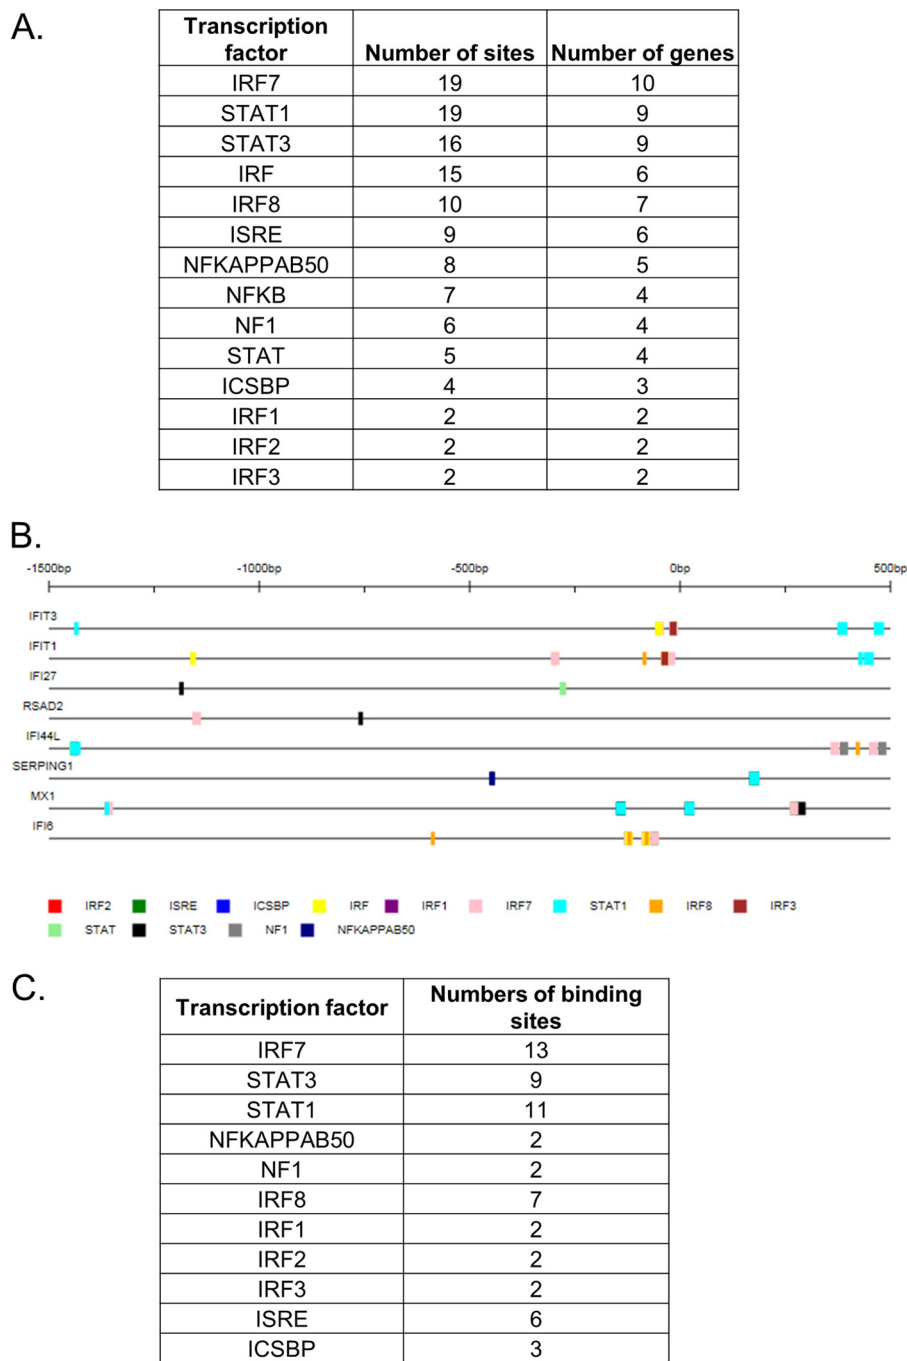 A.
Transcription
factor Number of sites Number of genes
IRF7 19 10
STAT1 19 9
STAT3 16 9
IRF 15 6
IRF8 10 7
ISRE 9 6
NFKAPPAB50 8 5
NFKB 7 4
NF1 6 4
STAT 5 4
ICSBP 4 3
IRF1 2 2
IRF2 2 2
IRF3 2 2
B.
-1500bp -1000bp -500bp 0bp 500bp
IFIT3
IFIT1
IFI27
RSAD2
IFI44L
SERPING1
MX1
IFI6
IRF2 ISRE ICSBP IRF IRF1 IRF7 STAT1 IRF8 IRF3
STAT STAT3 NF1 NFKAPPAB50
C.
Transcription factor Numbers of binding
sites
IRF7 13
STAT3 9
STAT1 11
NFKAPPAB50 2
NF1 2
IRF8 7
IRF1 2
IRF2 2
IRF3 2
ISRE 6
ICSBP 3